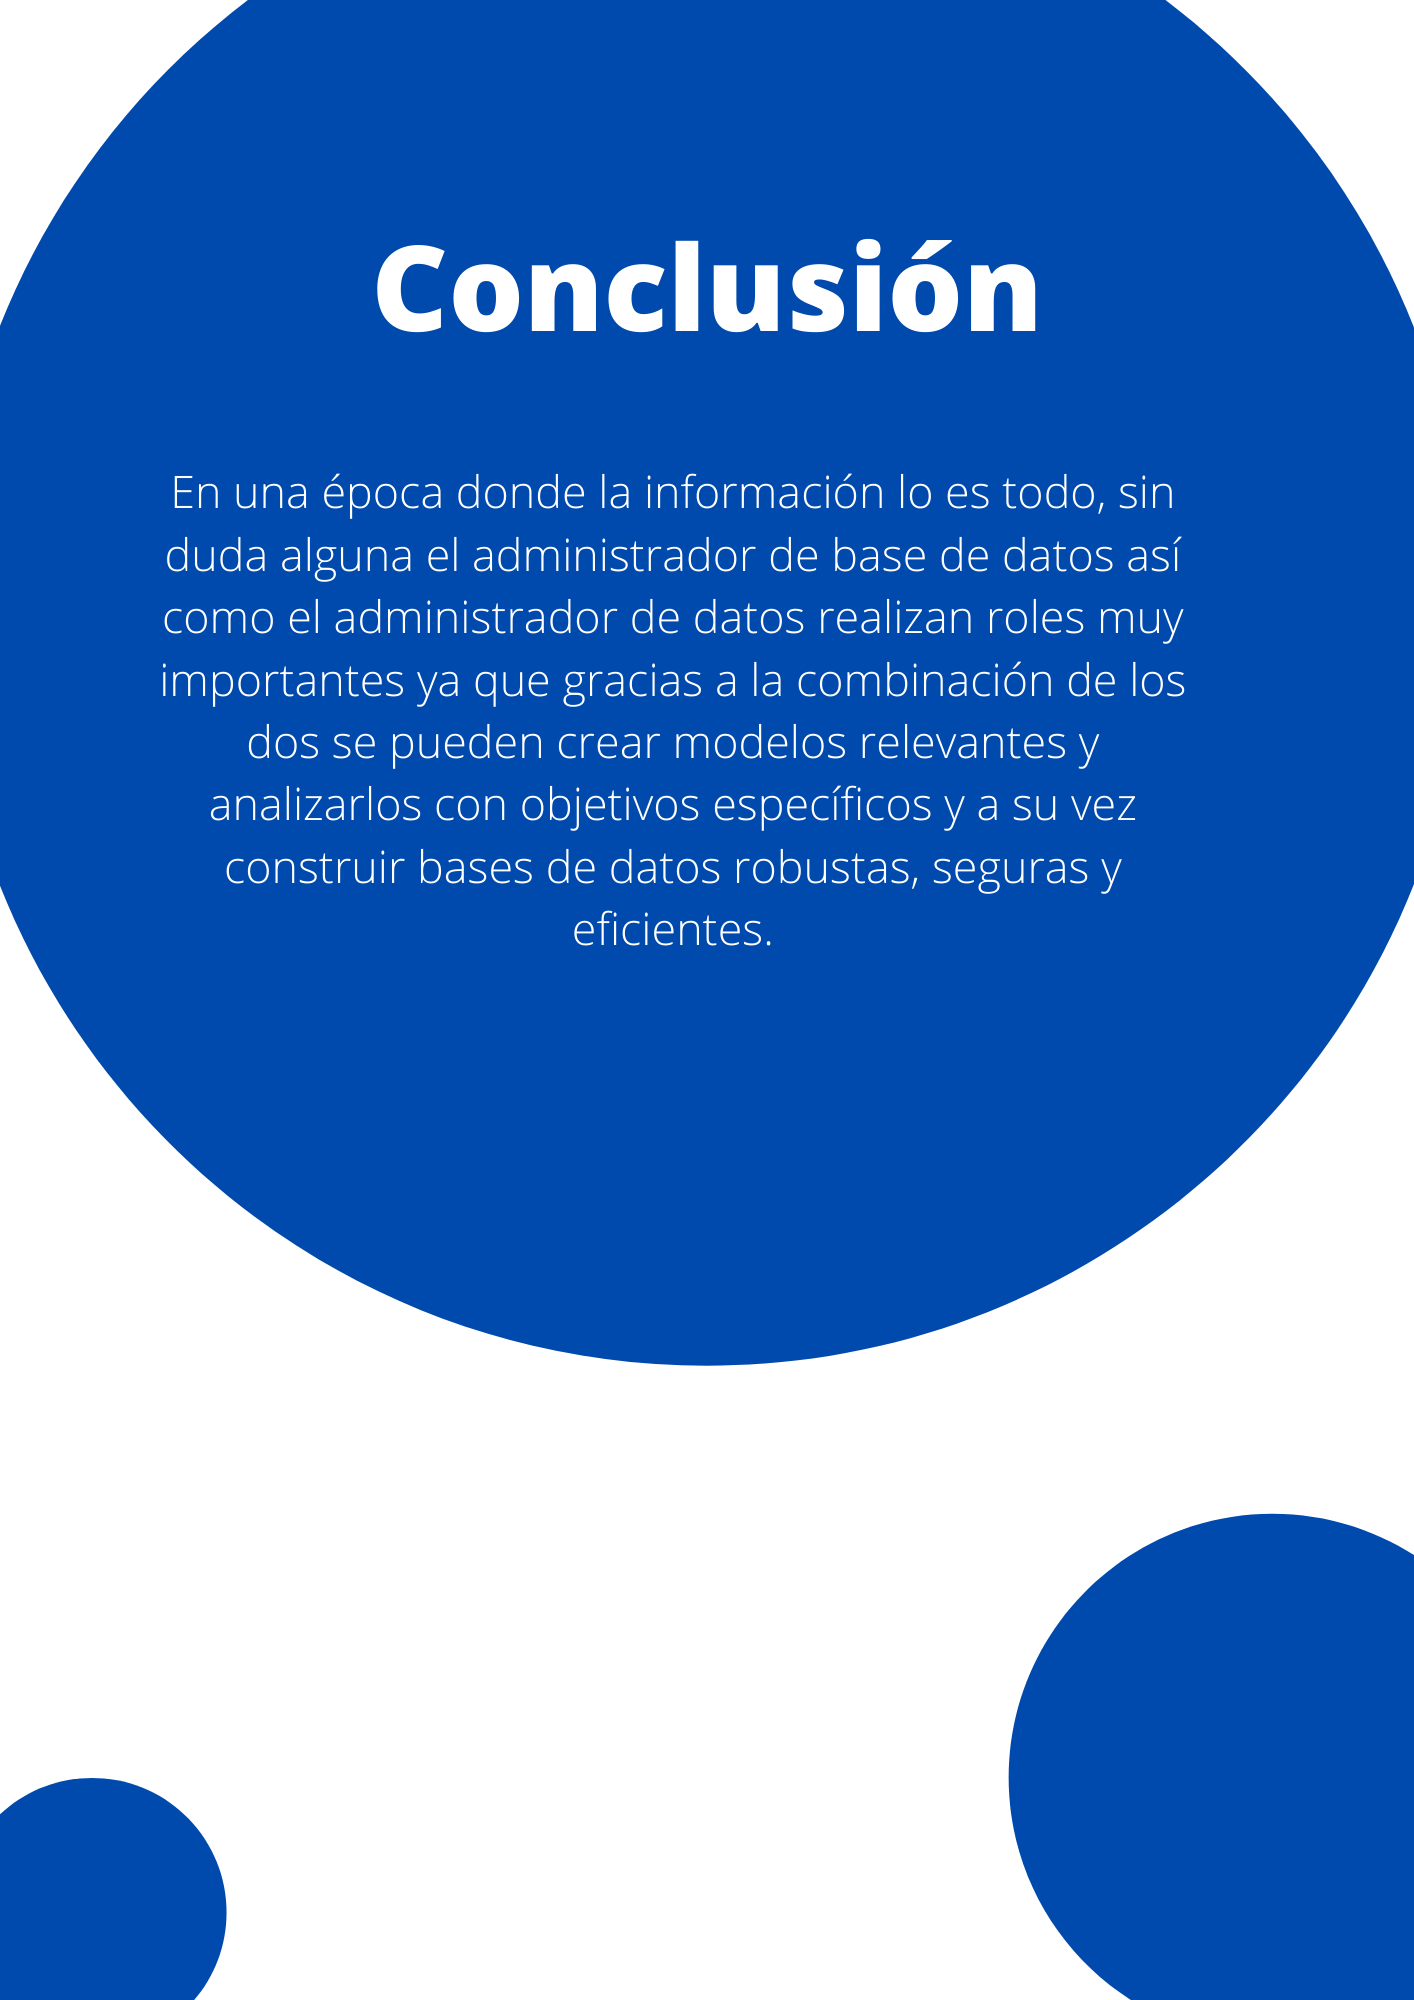 Conclusión
En una época donde la información lo es todo, sin
duda alguna el administrador de base de datos así
como el administrador de datos realizan roles muy
importantes ya que gracias a la combinación de los
dos se pueden crear modelos relevantes y
analizarlos con objetivos específicos y a su vez
construir bases de datos robustas, seguras y
eficientes.